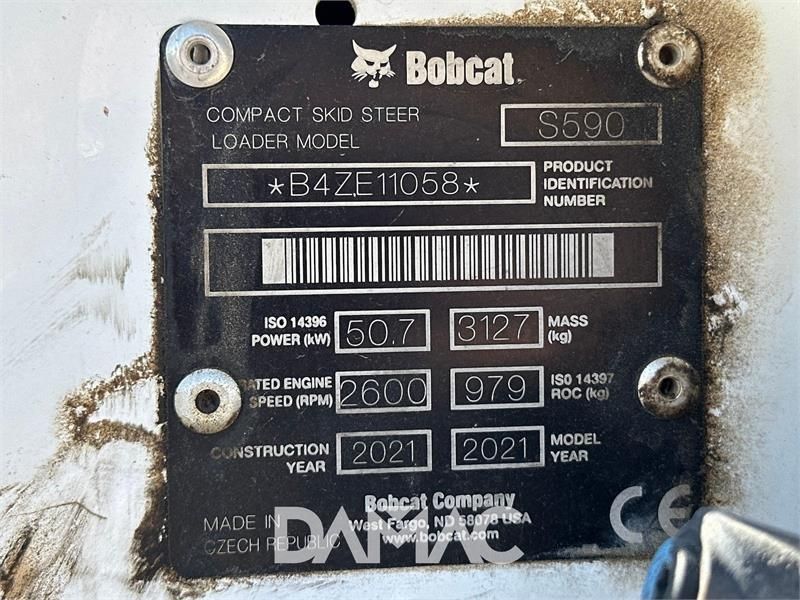 Bobcat
COMPACT SKID STEER
LOADER MODEL
S590
*B4ZE11058*
PRODUCT
IDENTIFICATION
NUMBER
ISO 14396
POWER (kW)
50.7
3127
MASS
(kg)
ENGINE
SPEED (RPM)
2600
979
ISO 14397
ROC (kg)
CONSTRUCTION
YEAR
2021
2021
MODEL
YEAR
Bobcat Company
West Fargo, ND 58078 USA
www.bobcat.com
MADE IN
CZECH REPUBLIC
CE
DAMAC